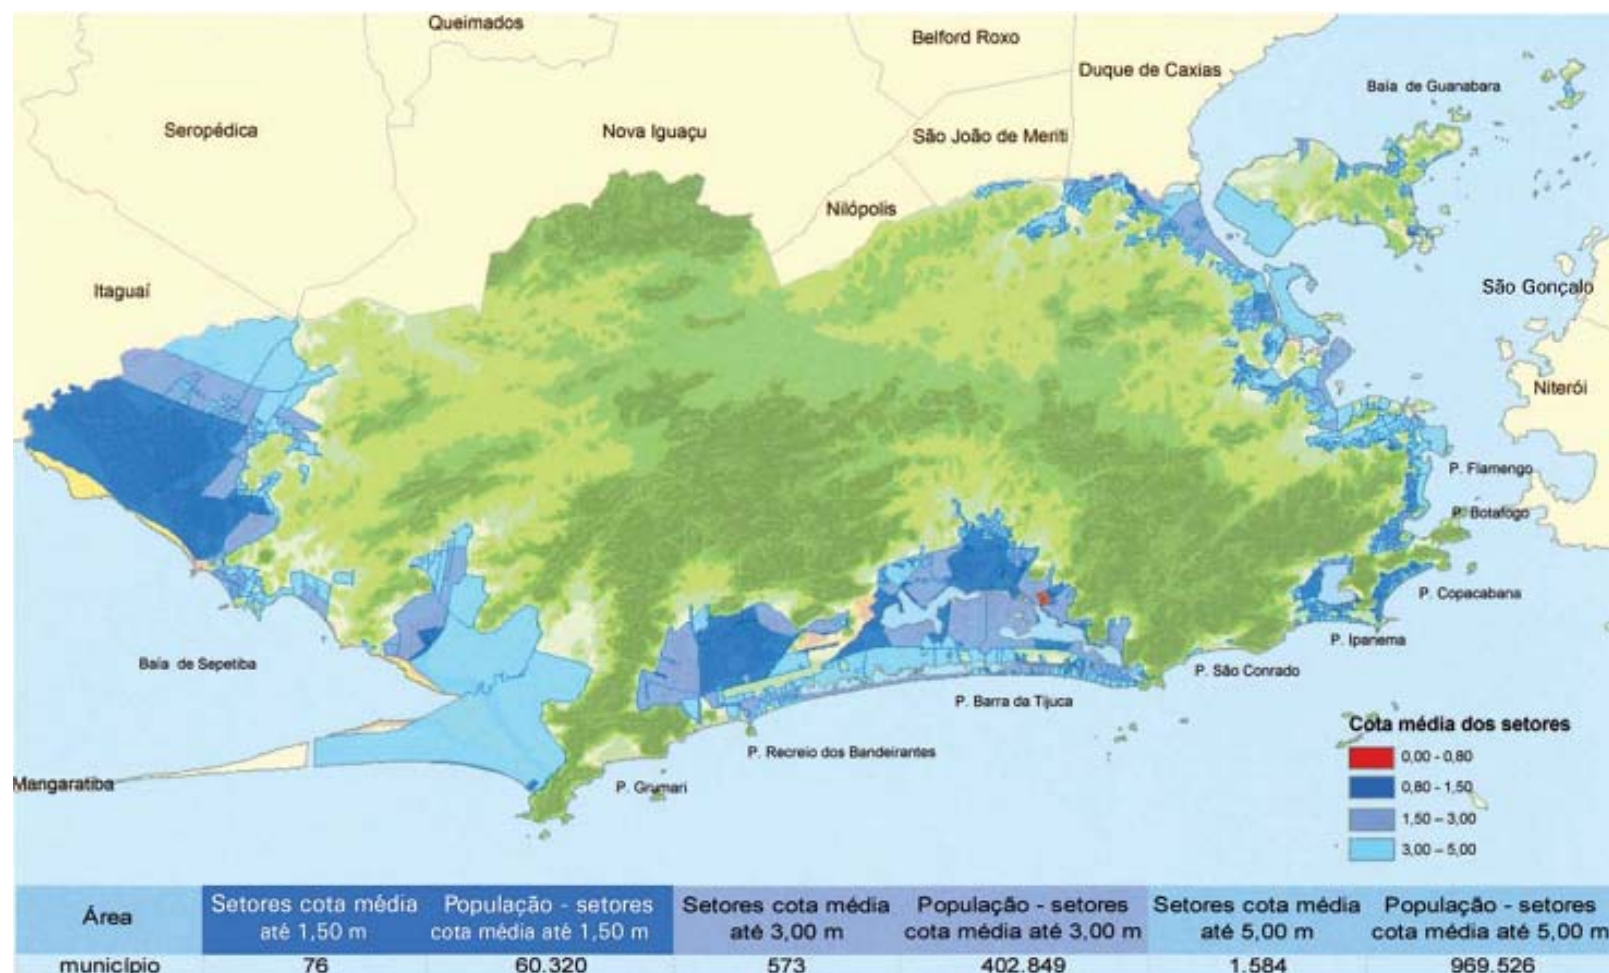 Queimados
Belford Roxo
Duque de Caxias
Baía de Guanabara
Seropédica
Nova Iguaçu
São João de Meriti
Nilópolis
Itaguaí
São Gonçalo
Niterói
P. Flamengo
P. Botafogo
P. Copacabana
P. Ipanema
P. São Conrado
Baía de Sepetiba
P. Barra da Tijuca
P. Recreio dos Bandeirantes
Mangaratiba
P. Grumari
Cota média dos setores
0,00 - 0,80
0,80 - 1,50
1,50 – 3,00
3,00 – 5,00
Área
Setores cota média
até 1,50 m
População - setores
cota média até 1,50 m
Setores cota média
até 3,00 m
População - setores
cota média até 3,00 m
Setores cota média
até 5,00 m
População - setores
cota média até 5,00 m
município 76 60.320 573 402.849 1.584 969.526